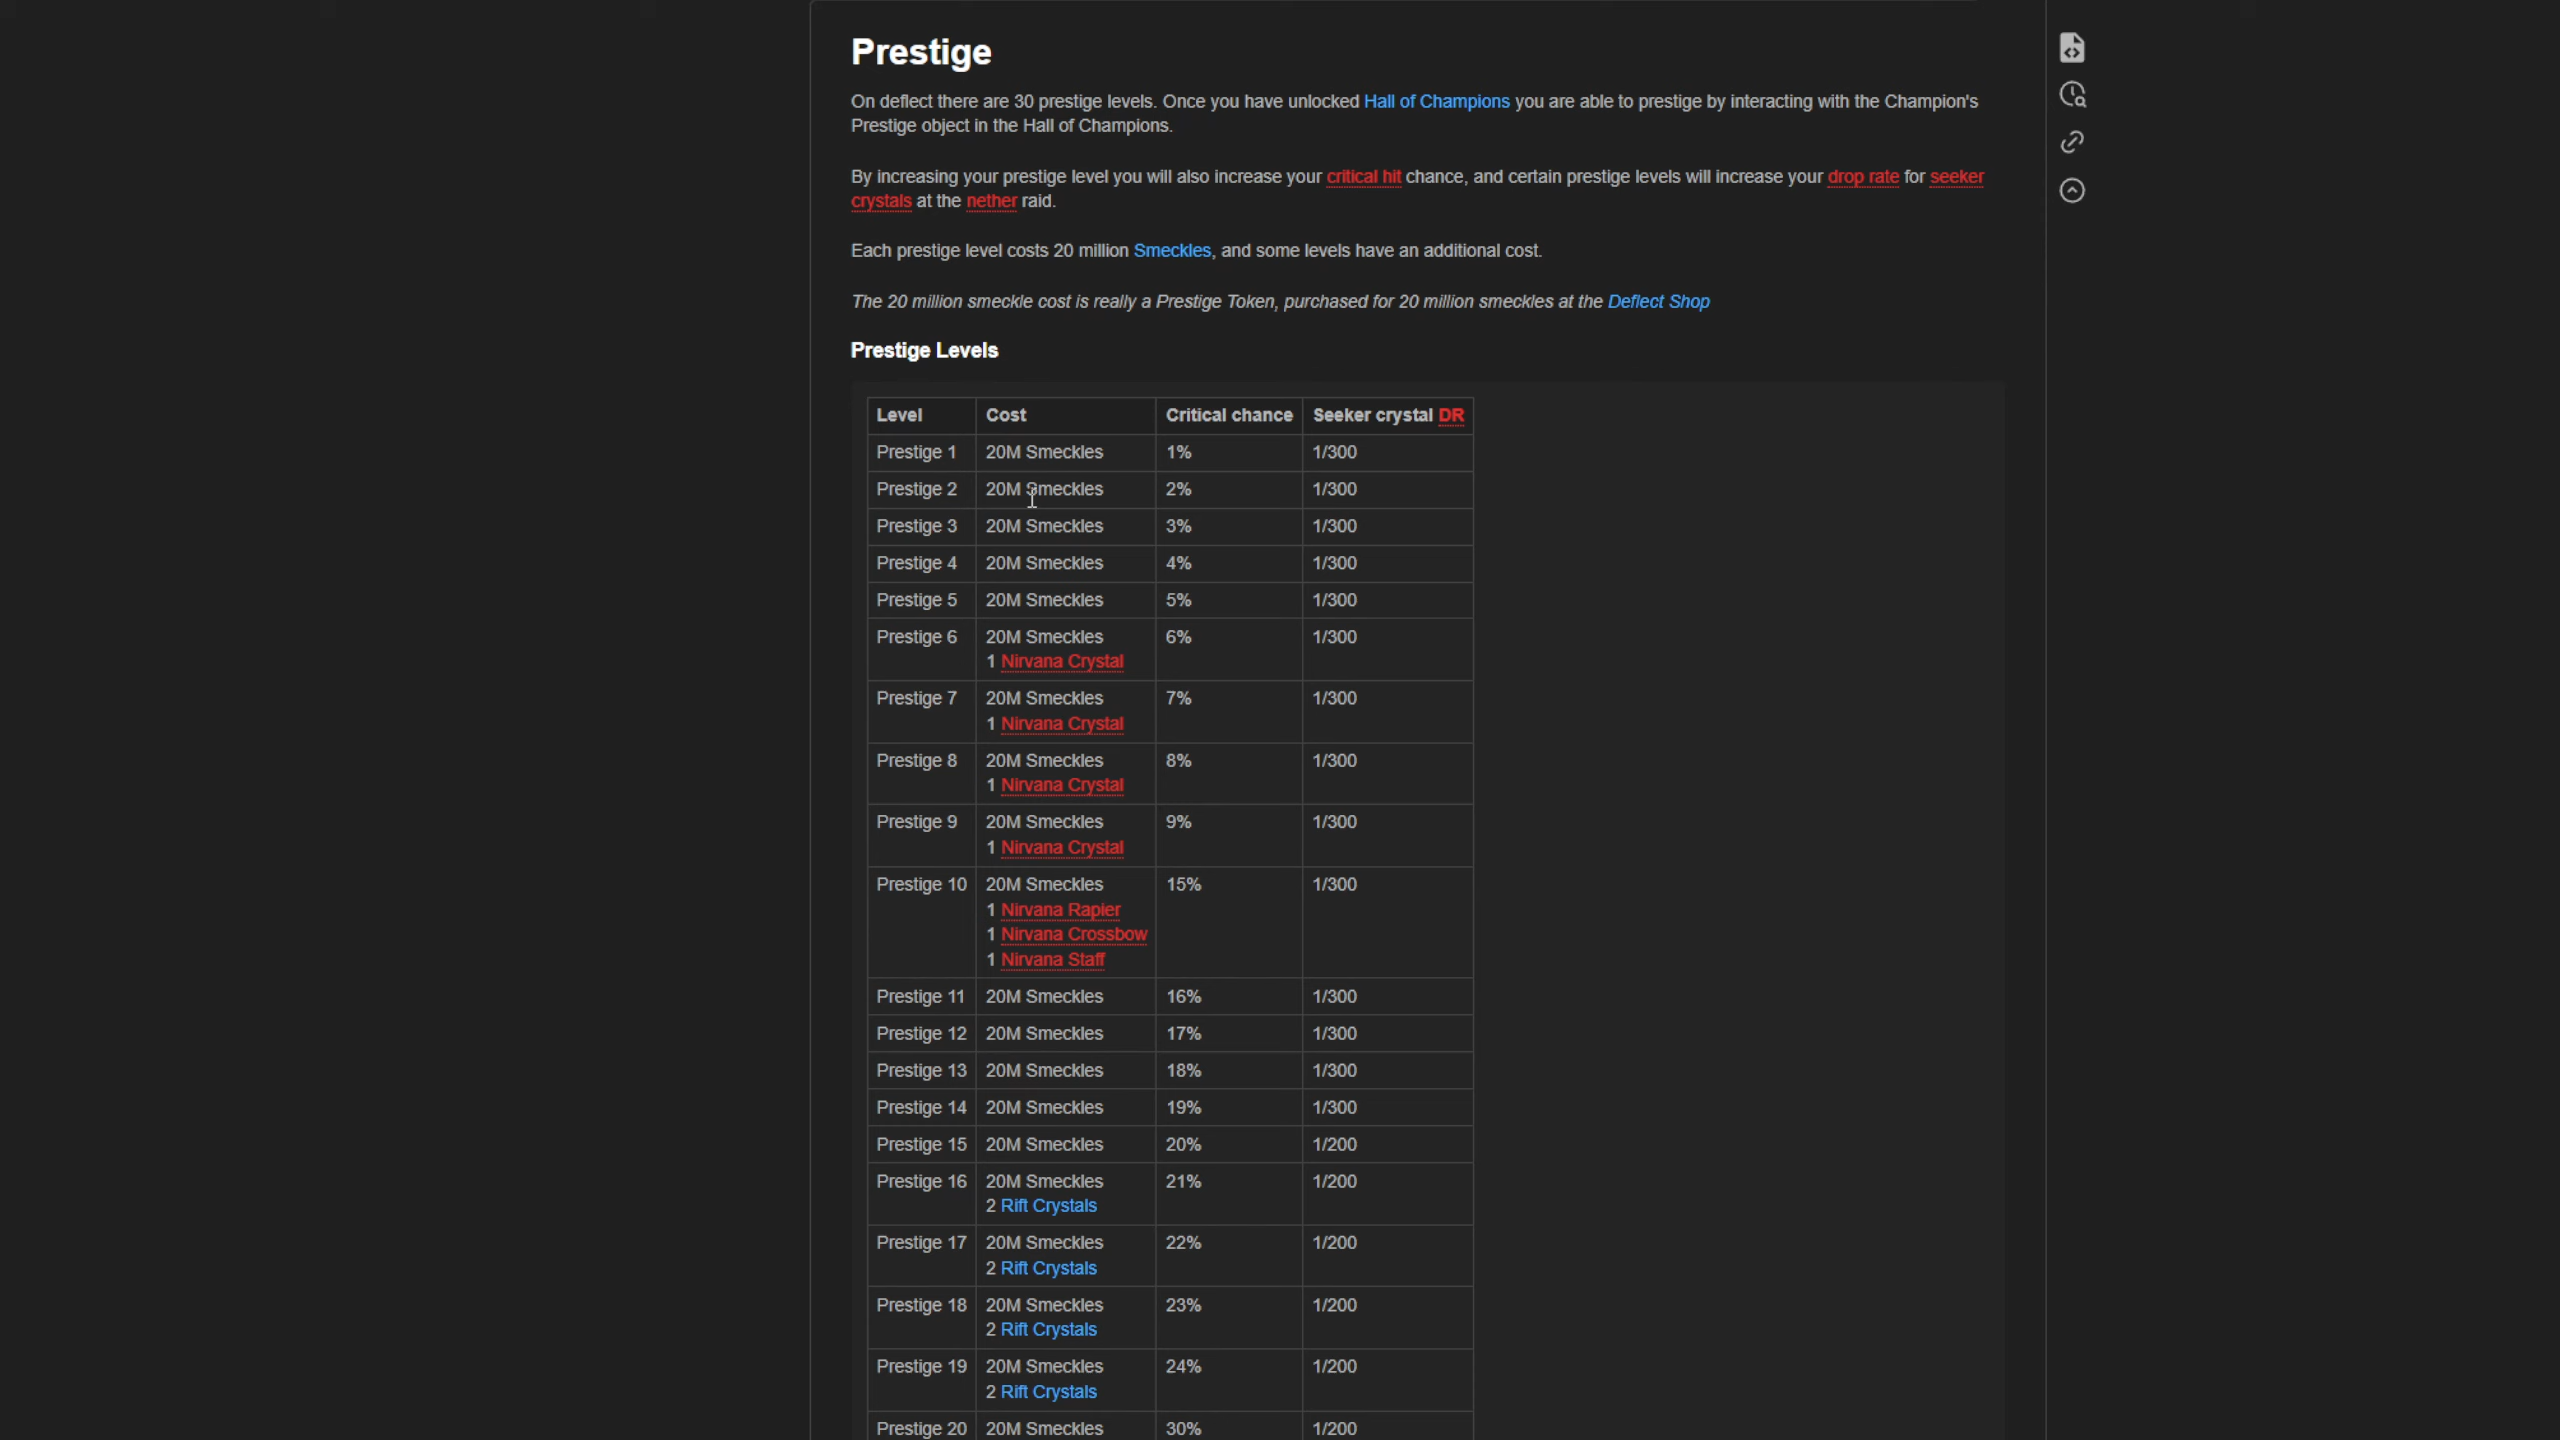 Prestige
On deflect there are 30 prestige levels. Once you have unlocked Hall of Champions you are able to prestige by interacting with the Champion's
Prestige object in the Hall of Champions.
By increasing your prestige level you will also increase your critical hit chance, and certain prestige levels will increase your drop rate for seeker
crystals at the nether raid.
Each prestige level costs 20 million Smeckles, and some levels have an additional cost.
The 20 million smeckle cost is really a Prestige Token, purchased for 20 million smeckles at the Deflect Shop
Prestige Levels
Level Cost Critical chance Seeker crystal DR
Prestige 1 20M Smeckles 1% 1/300
Prestige 2 20M Smeckles 2% 1/300
Prestige 3 20M Smeckles 3% 1/300
Prestige 4 20M Smeckles 4% 1/300
Prestige 5 20M Smeckles 5% 1/300
Prestige 6 20M Smeckles 6% 1/300
1 Nirvana Crystal
Prestige 7 20M Smeckles 7% 1/300
1 Nirvana Crystal
Prestige 8 20M Smeckles 8% 1/300
1 Nirvana Crystal
Prestige 9 20M Smeckles 9% 1/300
1 Nirvana Crystal
Prestige 10 20M Smeckles 15% 1/300
1 Nirvana Rapier
1 Nirvana Crossbow
1 Nirvana Staff
Prestige 11 20M Smeckles 16% 1/300
Prestige 12 20M Smeckles 17% 1/300
Prestige 13 20M Smeckles 18% 1/300
Prestige 14 20M Smeckles 19% 1/300
Prestige 15 20M Smeckles 20% 1/200
Prestige 16 20M Smeckles 21% 1/200
2 Rift Crystals
Prestige 17 20M Smeckles 22% 1/200
2 Rift Crystals
Prestige 18 20M Smeckles 23% 1/200
2 Rift Crystals
Prestige 19 20M Smeckles 24% 1/200
2 Rift Crystals
Prestige 20 20M Smeckles 30% 1/200